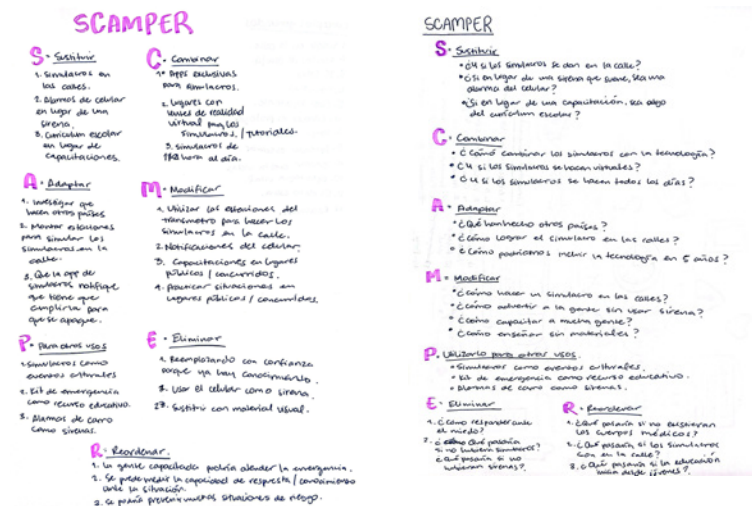 SCAMPER
S - Sustituir
1. Simulacros en
las calles.
2. Alarmas de celular
en lugar de una
sirena.
3. Curriculum escolar
en lugar de
capacitaciones.
C - Combinar
1. Apps exclusivas
para simulacros.
2. Lugares con
lentes de realidad
virtual para los
simulacros. / tutoriales.
3. Simulacros de
hora al día.
A - Adaptar
1. Investigar que
hacen otros países
2. Montar estaciones
para simular los
simulacros en la
calle.
3. Que la app de
simulacros notifique
que tiene que
cumplirla para
que se apague.
M - Modificar
1. Utilizar las estaciones del
transmetro para hacer los
simulacros en la calle.
2. Notificaciones del celular.
3. Capacitaciones en lugares
públicos / concurridos.
4. Practicar situaciones en
lugares públicos / concurridos.
P - Para otros usos
1. Simulacros como
eventos culturales
2. Kit de emergencia
como recurso educativo.
3. Alarmas de carro
como sirenas.
E - Eliminar
1. Reemplazando con confianza
porque ya hay conocimiento.
2. Usar el celular como sirena.
3. Sustituir con material visual.
R - Reordenar.
1. La gente capacitada podría atender la emergencia.
2. Se puede medir la capacidad de respuesta / conocimiento
ante la situación.
3. Se podría prevenir muchas situaciones de riesgo.
SCAMPER
S - Sustituir
• ¿Y si los simulacros se dan en la calle?
• ¿Si en lugar de una sirena que suene, sea una
alarma del celular?
• ¿Si en lugar de una capacitación, sea algo
del curriculum escolar?
C - Combinar
• ¿Cómo combinar los simulacros con la tecnología?
• ¿Y si los simulacros se hacen virtuales?
• ¿Y si los simulacros se hacen todos los días?
A - Adaptar
• ¿Qué han hecho otros países?
• ¿Cómo lograr el simulacro en las calles?
• ¿Cómo podríamos incluir la tecnología en 5 años?
M - Modificar
• ¿Cómo hacer un simulacro en las calles?
• ¿Cómo advertir a la gente sin usar sirena?
• ¿Cómo capacitar a mucha gente?
• ¿Cómo enseñar sin materiales?
P. Utilizarlo para otros usos.
• Simulacros como eventos culturales.
• Kit de emergencia como recurso educativo.
• Alarmas de carro como sirenas.
E - Eliminar
1. ¿Cómo responder ante
el miedo?
2. ¿Qué pasaría
si no hubieran simulacros?
¿Qué pasaría si no
hubieran sirenas?
R - Reordenar
1. ¿Qué pasaría si no existieran
los cuerpos médicos?
2. ¿Qué pasaría si los simulacros
son en la calle?
3. ¿Qué pasaría si la educación
inicia desde jóvenes?